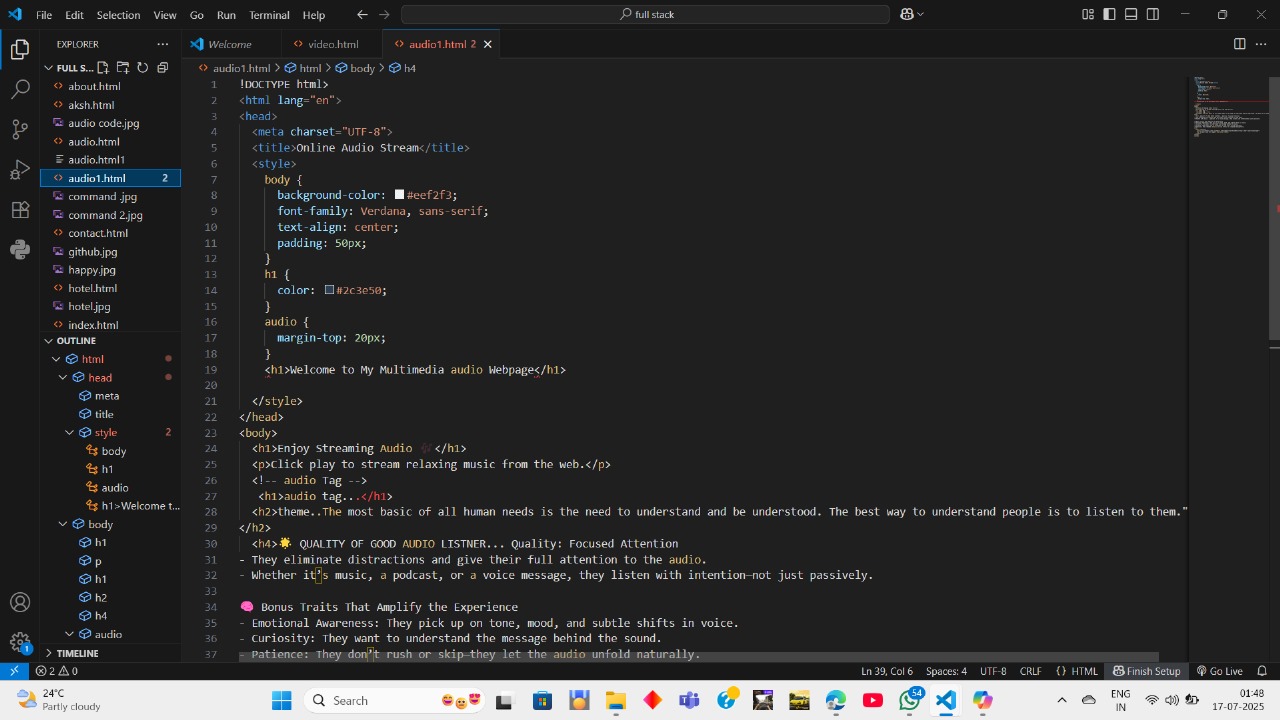 File Edit Selection View Go Run Terminal Help
full stack
EXPLORER
Welcome
video.html
audio1.html 2
FULL S...
audio1.html > html > body > h4
about.html
aksh.html
audio code.jpg
audio.html
audio.html1
audio1.html 2
command .jpg
command 2.jpg
contact.html
github.jpg
happy.jpg
hotel.html
hotel.jpg
index.html
OUTLINE
html
head
meta
title
style 2
body
h1
audio
h1>Welcome t...
body
h1
p
h1
h2
h4
audio
TIMELINE
1 !DOCTYPE html>
2 <html lang="en">
3 <head>
4 <meta charset="UTF-8">
5 <title>Online Audio Stream</title>
6 <style>
7 body {
8 background-color: #eef2f3;
9 font-family: Verdana, sans-serif;
10 text-align: center;
11 padding: 50px;
12 }
13 h1 {
14 color: #2c3e50;
15 }
16 audio {
17 margin-top: 20px;
18 }
19 <h1>Welcome to My Multimedia audio Webpage</h1>
20
21 </style>
22 </head>
23 <body>
24 <h1>Enjoy Streaming Audio 🎶</h1>
25 <p>Click play to stream relaxing music from the web.</p>
26 <!-- audio Tag -->
27 <h1>audio tag...</h1>
28 <h2>theme..The most basic of all human needs is the need to understand and be understood. The best way to understand people is to listen to them."
29 </h2>
30 <h4>🌟 QUALITY OF GOOD AUDIO LISTNER... Quality: Focused Attention
31 - They eliminate distractions and give their full attention to the audio.
32 - Whether it’s music, a podcast, or a voice message, they listen with intention—not just passively.
33
34 🧠 Bonus Traits That Amplify the Experience
35 - Emotional Awareness: They pick up on tone, mood, and subtle shifts in voice.
36 - Curiosity: They want to understand the message behind the sound.
37 - Patience: They don’t rush or skip—they let the audio unfold naturally.
2 0
Ln 39, Col 6 Spaces: 4 UTF-8 CRLF {} HTML Finish Setup Go Live
1
24°C
Partly cloudy
Search
54
ENG
IN
01:48
17-07-2025